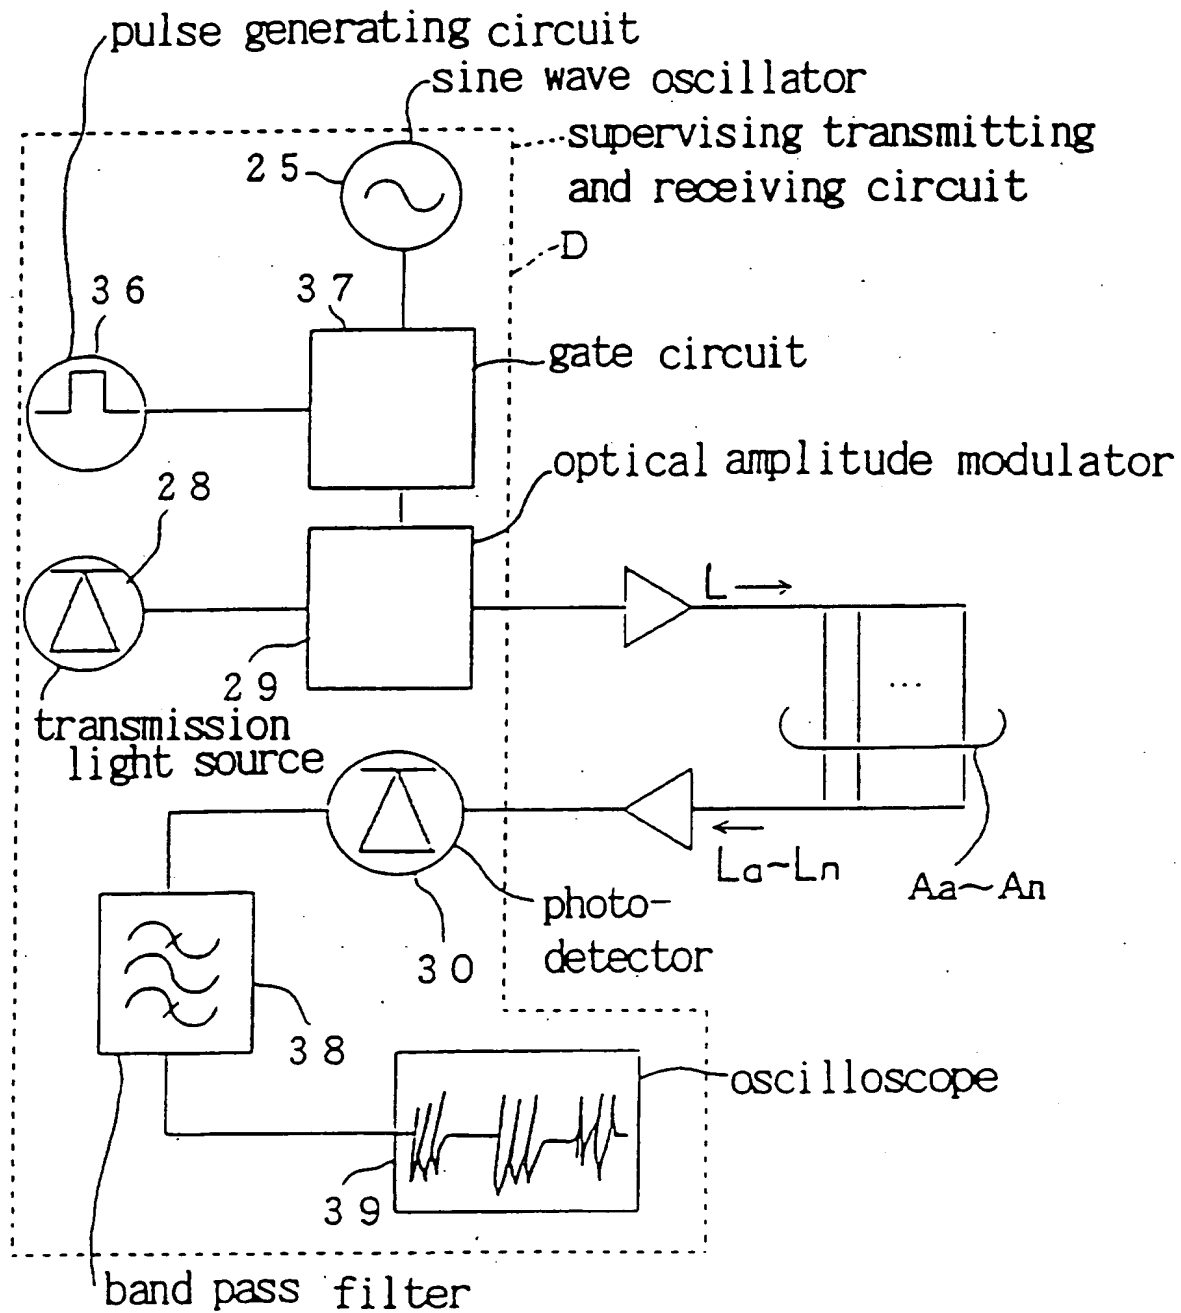 pulse generating circuit
sine wave oscillator
supervising transmitting
and receiving circuit
25
D
36
37
gate circuit
optical amplitude modulator
28
L
29
...
transmission
light source
La~Ln
Aa~An
photo-
detector
30
38
oscilloscope
39
band pass filter